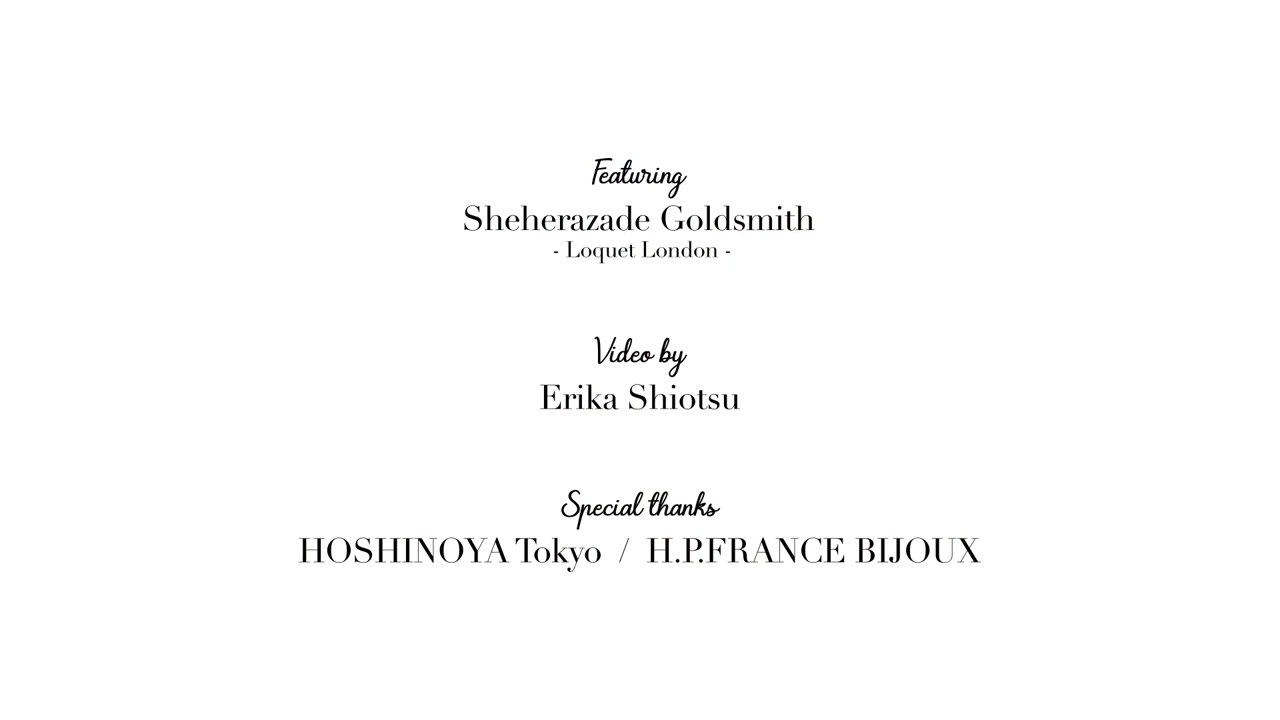 Featuring
Sheherazade Goldsmith
- Loquet London -
Video by
Erika Shiotsu
Special thanks
HOSHINOYA Tokyo / H.P.FRANCE BIJOUX